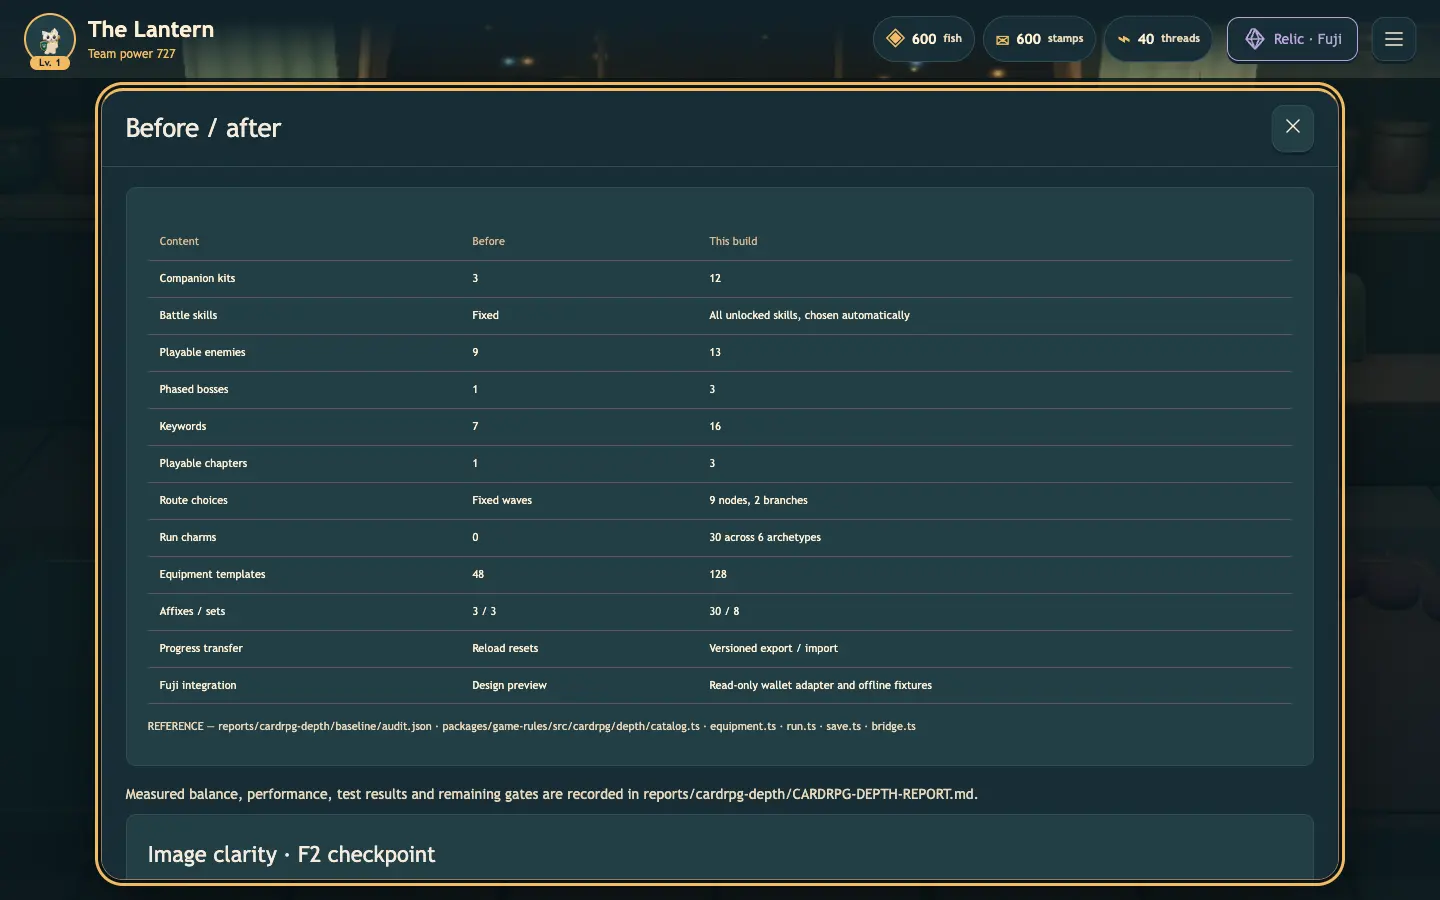 The Lantern
Team power 727
Lv. 1
600 fish
600 stamps
40 threads
Relic · Fuji
Before / after
Content Before This build
Companion kits 3 12
Battle skills Fixed All unlocked skills, chosen automatically
Playable enemies 9 13
Phased bosses 1 3
Keywords 7 16
Playable chapters 1 3
Route choices Fixed waves 9 nodes, 2 branches
Run charms 0 30 across 6 archetypes
Equipment templates 48 128
Affixes / sets 3 / 3 30 / 8
Progress transfer Reload resets Versioned export / import
Fuji integration Design preview Read-only wallet adapter and offline fixtures
REFERENCE — reports/cardrpg-depth/baseline/audit.json · packages/game-rules/src/cardrpg/depth/catalog.ts · equipment.ts · run.ts · save.ts · bridge.ts
Measured balance, performance, test results and remaining gates are recorded in reports/cardrpg-depth/CARDRPG-DEPTH-REPORT.md.
Image clarity · F2 checkpoint